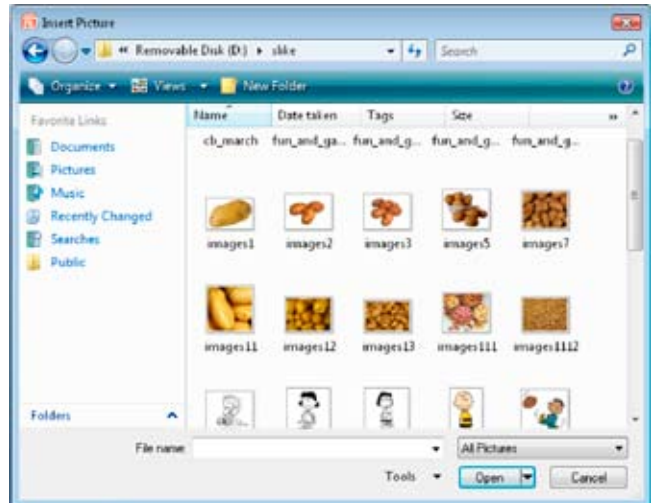 Insert Picture
« Removable Disk (D:) ▸ slike
Search
Organize Views New Folder
Favorite Links
Documents
Pictures
Music
Recently Changed
Searches
Public
Folders
Name Date taken Tags Size »
cb_march fun_and_ga... fun_and_g... fun_and_g... fun_and_g...
images1 images2 images3 images5 images7
images11 images12 images13 images111 images1112
File name:
All Pictures
Tools Open Cancel